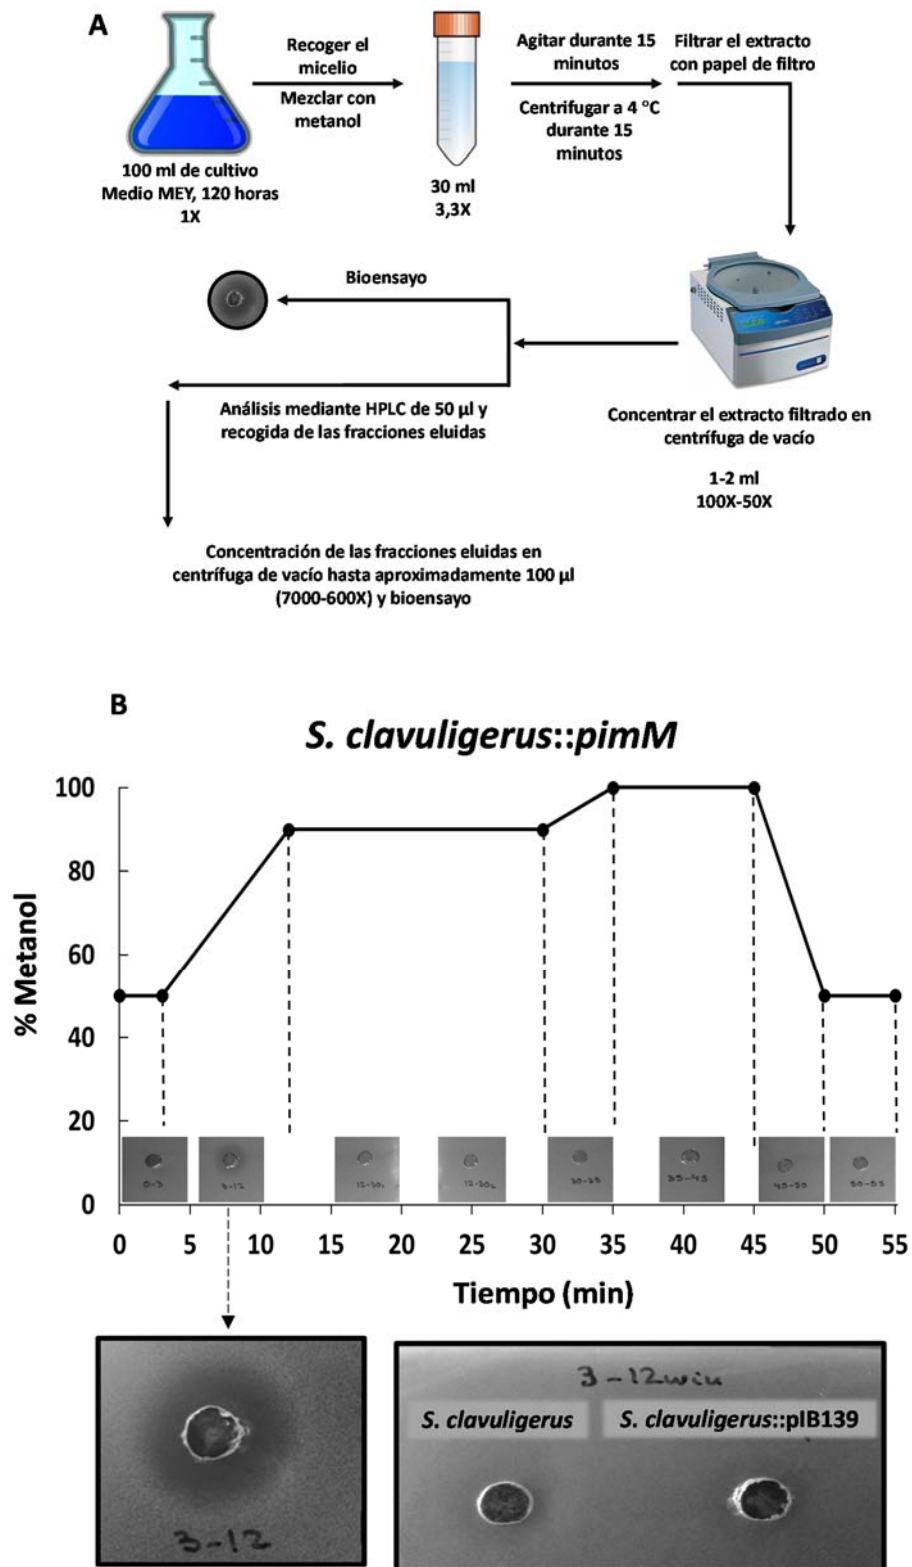 A
Recoger el
micelio
Mezclar con
metanol
100 ml de cultivo
Medio MEY, 120 horas
1X
30 ml
3,3X
Agitar durante 15
minutos
Centrifugar a 4 °C
durante 15
minutos
Filtrar el extracto
con papel de filtro
Concentrar el extracto filtrado en
centrífuga de vacío
1-2 ml
100X-50X
Bioensayo
Análisis mediante HPLC de 50 µl y
recogida de las fracciones eluidas
Concentración de las fracciones eluidas en
centrífuga de vacío hasta aproximadamente 100 µl
(7000-600X) y bioensayo
B
S. clavuligerus::pimM
% Metanol
100
80
60
40
20
0
0-3
3-12
12-30₁
12-30₂
30-35
35-45
45-50
50-55
0 5 10 15 20 25 30 35 40 45 50 55
Tiempo (min)
3-12
3-12min
S. clavuligerus
S. clavuligerus::pIB139